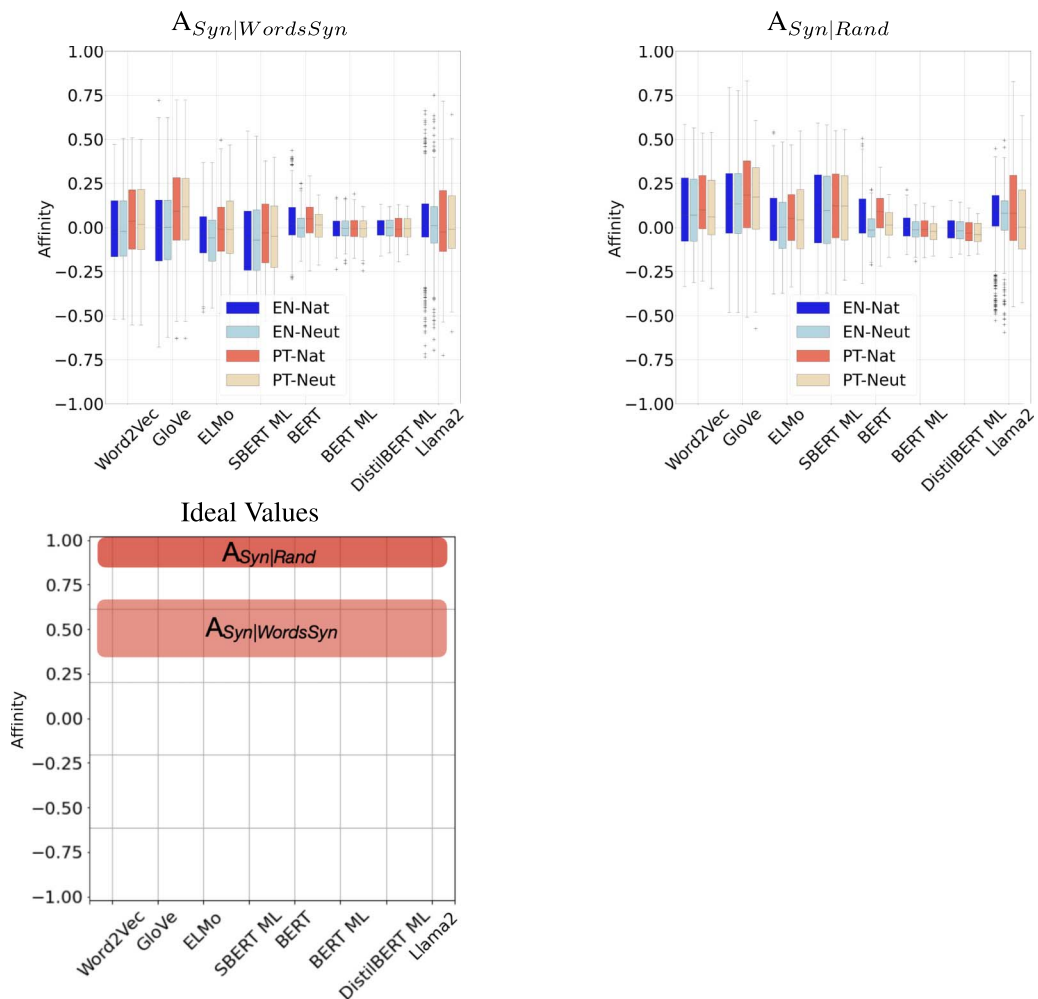 A_{Syn|WordsSyn}
1.00
0.75
0.50
0.25
0.00
−0.25
−0.50
−0.75
−1.00
Affinity
EN-Nat
EN-Neut
PT-Nat
PT-Neut
Word2Vec
GloVe
ELMo
SBERT ML
BERT
BERT ML
DistilBERT ML
Llama2
A_{Syn|Rand}
1.00
0.75
0.50
0.25
0.00
−0.25
−0.50
−0.75
−1.00
Affinity
EN-Nat
EN-Neut
PT-Nat
PT-Neut
Word2Vec
GloVe
ELMo
SBERT ML
BERT
BERT ML
DistilBERT ML
Llama2
Ideal Values
1.00
0.75
0.50
0.25
0.00
−0.25
−0.50
−0.75
−1.00
Affinity
A_{Syn|Rand}
A_{Syn|WordsSyn}
Word2Vec
GloVe
ELMo
SBERT ML
BERT
BERT ML
DistilBERT ML
Llama2